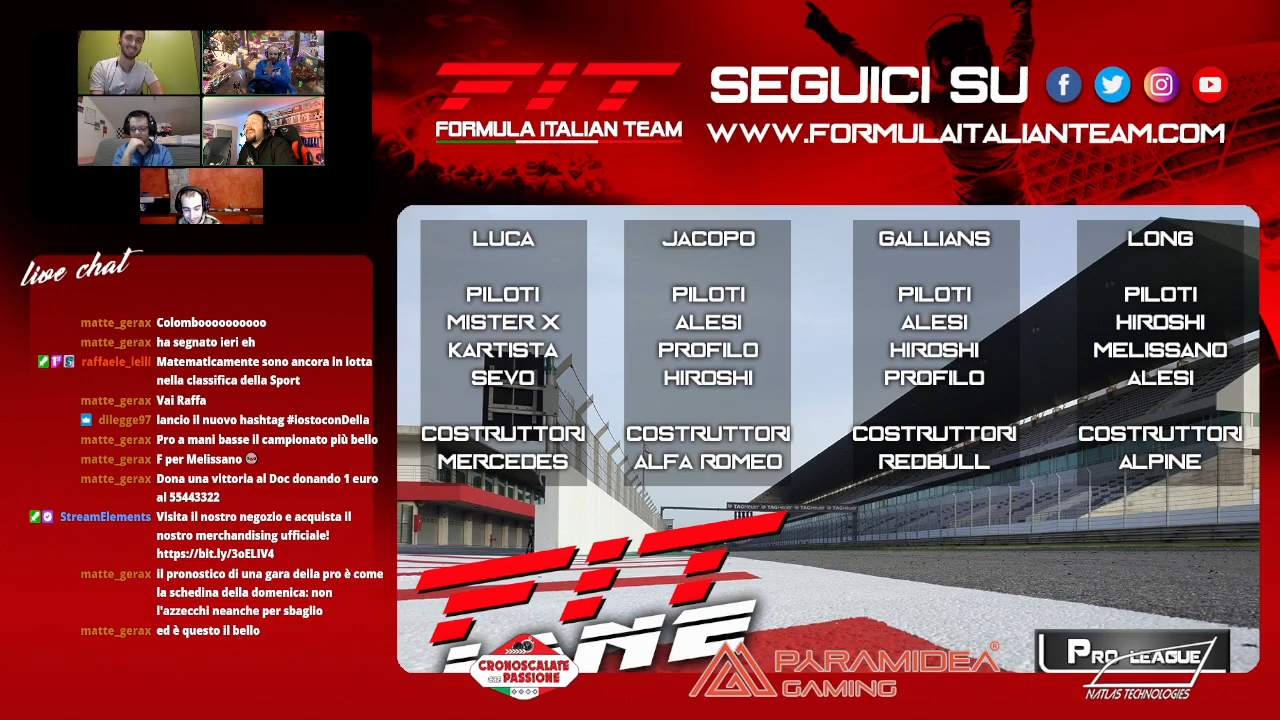 FIT
FORMULA ITALIAN TEAM
SEGUICI SU
WWW.FORMULAITALIANTEAM.COM
live chat
matte_gerax Colomboooooooooo
matte_gerax ha segnato ieri eh
raffaele_lelli Matematicamente sono ancora in lotta
nella classifica della Sport
matte_gerax Vai Raffa
dilegge97 lancio il nuovo hashtag #iostoconDella
matte_gerax Pro a mani basse il campionato più bello
matte_gerax F per Melissano
matte_gerax Dona una vittoria al Doc donando 1 euro
al 55443322
StreamElements Visita il nostro negozio e acquista il
nostro merchandising ufficiale!
https://bit.ly/3oELIV4
matte_gerax il pronostico di una gara della pro è come
la schedina della domenica: non
l'azzecchi neanche per sbaglio
matte_gerax ed è questo il bello
LUCA
PILOTI
MISTER X
KARTISTA
SEVO
COSTRUTTORI
MERCEDES
JACOPO
PILOTI
ALESI
PROFILO
HIROSHI
COSTRUTTORI
ALFA ROMEO
GALLIANS
PILOTI
ALESI
HIROSHI
PROFILO
COSTRUTTORI
REDBULL
LONG
PILOTI
HIROSHI
MELISSANO
ALESI
COSTRUTTORI
ALPINE
FIT
CRONOSCALATE
CHE
PASSIONE
PARAMIDEA®
GAMING
PRO LEAGUE
NATLAS TECHNOLOGIES